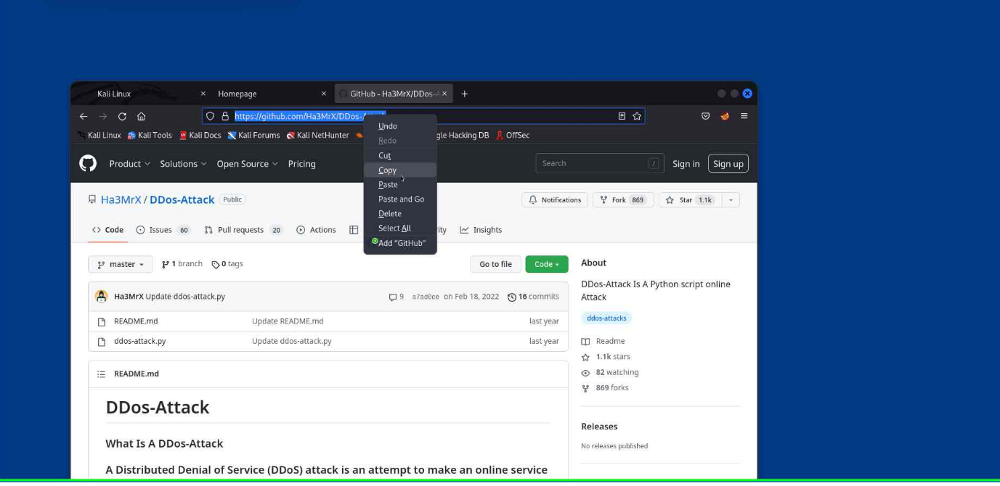 Kali Linux Homepage GitHub - Ha3MrX/DDos-A
https://github.com/Ha3MrX/DDos-
Kali Linux Kali Tools Kali Docs Kali Forums Kali NetHunter Hacking DB OffSec
Undo
Redo
Cut
Copy
Paste
Paste and Go
Delete
Select All
Add “GitHub”
Product Solutions Open Source Pricing Search / Sign in Sign up
Ha3MrX / DDos-Attack Public Notifications Fork 869 Star 1.1k
Code Issues 60 Pull requests 20 Actions Insights
master 1 branch 0 tags Go to file Code
Ha3MrX Update ddos-attack.py 9 a7ad0ce on Feb 18, 2022 16 commits
README.md Update README.md last year
ddos-attack.py Update ddos-attack.py last year
README.md
DDos-Attack
What Is A DDos-Attack
A Distributed Denial of Service (DDoS) attack is an attempt to make an online service
About
DDos-Attack Is A Python script online
Attack
ddos-attacks
Readme
1.1k stars
82 watching
869 forks
Releases
No releases published